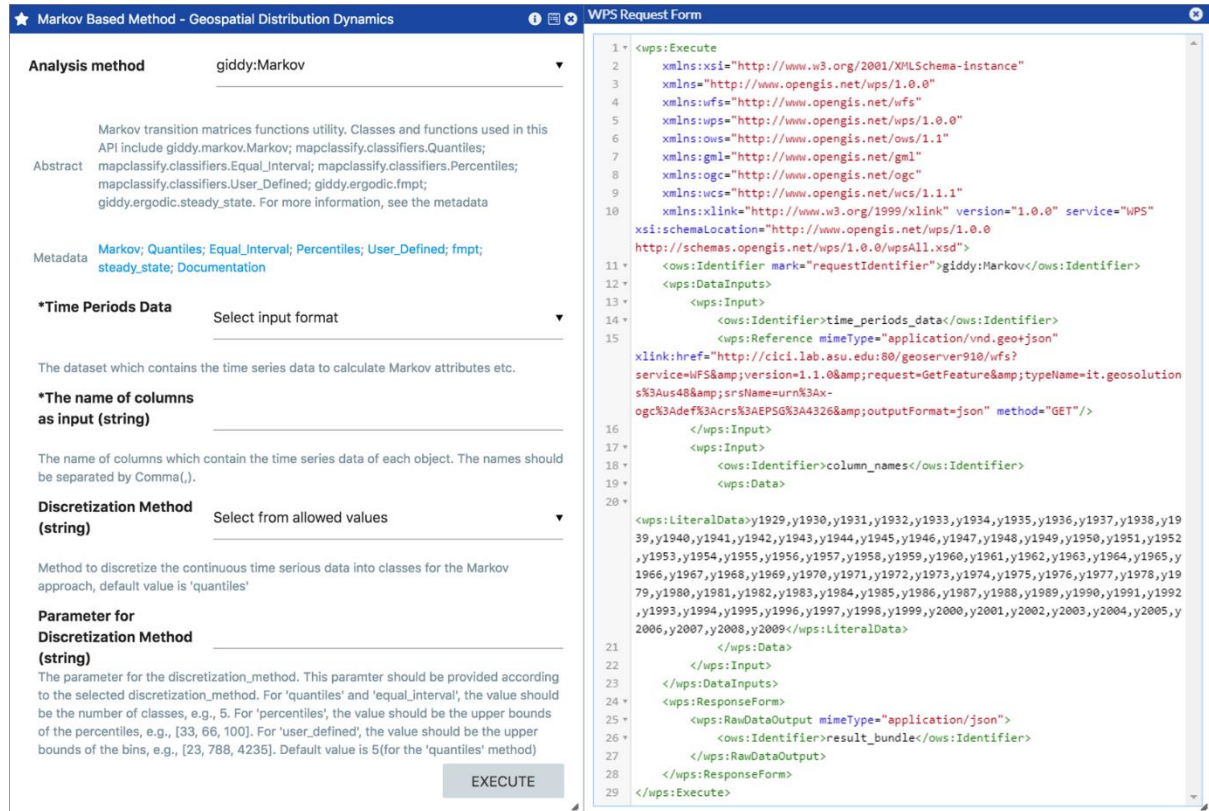 Markov Based Method - Geospatial Distribution Dynamics
Analysis method
giddy:Markov
Abstract
Markov transition matrices functions utility. Classes and functions used in this
API include giddy.markov.Markov; mapclassify.classifiers.Quantiles;
mapclassify.classifiers.Equal_Interval; mapclassify.classifiers.Percentiles;
mapclassify.classifiers.User_Defined; giddy.ergodic.fmpt;
giddy.ergodic.steady_state. For more information, see the metadata
Metadata
Markov; Quantiles; Equal_Interval; Percentiles; User_Defined; fmpt;
steady_state; Documentation
*Time Periods Data
Select input format
The dataset which contains the time series data to calculate Markov attributes etc.
*The name of columns
as input (string)
The name of columns which contain the time series data of each object. The names should
be separated by Comma(,).
Discretization Method
(string)
Select from allowed values
Method to discretize the continuous time serious data into classes for the Markov
approach, default value is 'quantiles'
Parameter for
Discretization Method
(string)
The parameter for the discretization_method. This paramter should be provided according
to the selected discretization_method. For 'quantiles' and 'equal_interval', the value should
be the number of classes, e.g., 5. For 'percentiles', the value should be the upper bounds
of the percentiles, e.g., [33, 66, 100]. For 'user_defined', the value should be the upper
bounds of the bins, e.g., [23, 788, 4235]. Default value is 5(for the 'quantiles' method)
EXECUTE
WPS Request Form
1 <wps:Execute
2 xmlns:xsi="http://www.w3.org/2001/XMLSchema-instance"
3 xmlns="http://www.opengis.net/wps/1.0.0"
4 xmlns:wfs="http://www.opengis.net/wfs"
5 xmlns:wps="http://www.opengis.net/wps/1.0.0"
6 xmlns:ows="http://www.opengis.net/ows/1.1"
7 xmlns:gml="http://www.opengis.net/gml"
8 xmlns:ogc="http://www.opengis.net/ogc"
9 xmlns:wcs="http://www.opengis.net/wcs/1.1.1"
10 xmlns:xlink="http://www.w3.org/1999/xlink" version="1.0.0" service="WPS"
xsi:schemaLocation="http://www.opengis.net/wps/1.0.0
http://schemas.opengis.net/wps/1.0.0/wpsAll.xsd">
11 <ows:Identifier mark="requestIdentifier">giddy:Markov</ows:Identifier>
12 <wps:DataInputs>
13 <wps:Input>
14 <ows:Identifier>time_periods_data</ows:Identifier>
15 <wps:Reference mimeType="application/vnd.geo+json"
xlink:href="http://cici.lab.asu.edu:80/geoserver910/wfs?
service=WFS&amp;version=1.1.0&amp;request=GetFeature&amp;typeName=it.geosolution
s%3Aus48&amp;srsName=urn%3Ax-
ogc%3Adef%3Acrs%3AEPSG%3A4326&amp;outputFormat=json" method="GET"/>
16 </wps:Input>
17 <wps:Input>
18 <ows:Identifier>column_names</ows:Identifier>
19 <wps:Data>
20
<wps:LiteralData>y1929,y1930,y1931,y1932,y1933,y1934,y1935,y1936,y1937,y1938,y19
39,y1940,y1941,y1942,y1943,y1944,y1945,y1946,y1947,y1948,y1949,y1950,y1951,y1952
,y1953,y1954,y1955,y1956,y1957,y1958,y1959,y1960,y1961,y1962,y1963,y1964,y1965,y
1966,y1967,y1968,y1969,y1970,y1971,y1972,y1973,y1974,y1975,y1976,y1977,y1978,y19
79,y1980,y1981,y1982,y1983,y1984,y1985,y1986,y1987,y1988,y1989,y1990,y1991,y1992
,y1993,y1994,y1995,y1996,y1997,y1998,y1999,y2000,y2001,y2002,y2003,y2004,y2005,y
2006,y2007,y2008,y2009</wps:LiteralData>
21 </wps:Data>
22 </wps:Input>
23 </wps:DataInputs>
24 <wps:ResponseForm>
25 <wps:RawDataOutput mimeType="application/json">
26 <ows:Identifier>result_bundle</ows:Identifier>
27 </wps:RawDataOutput>
28 </wps:ResponseForm>
29 </wps:Execute>